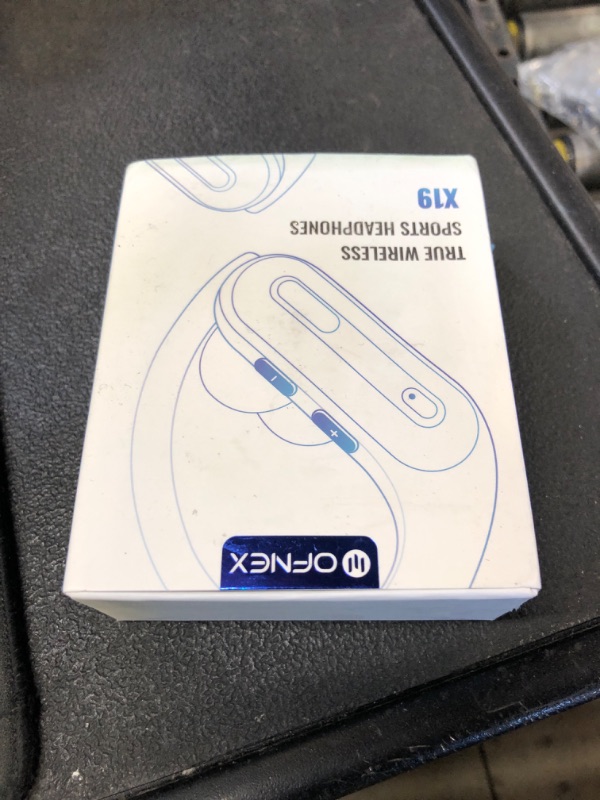 OFNEX
TRUE WIRELESS
SPORTS HEADPHONES
X19